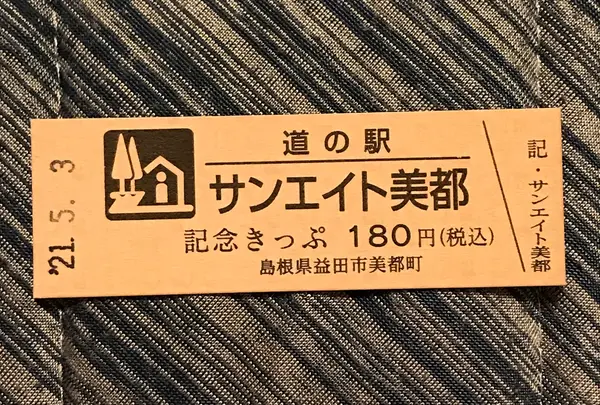 '21.5.3
道の駅
サンエイト美都
記念きっぷ 180円(税込)
島根県益田市美都町
記・サンエイト美都